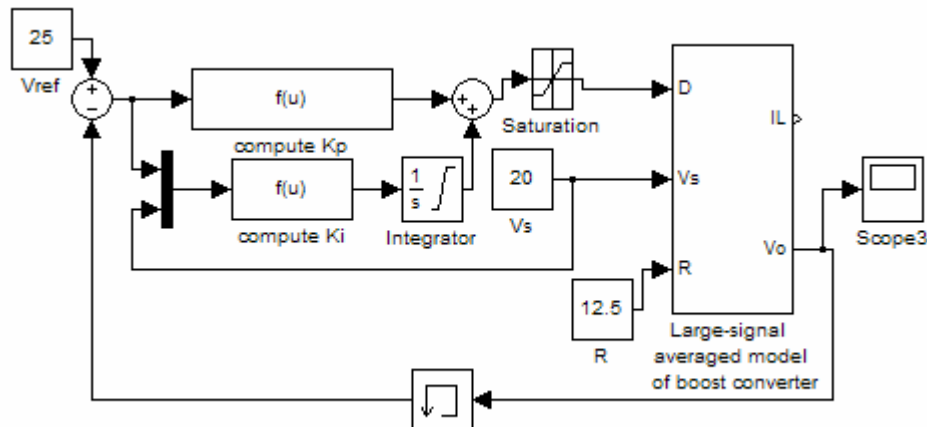 25
Vref
+
−
f(u)
compute Kp
f(u)
compute Ki
1
s
Integrator
+
+
Saturation
20
Vs
12.5
R
D
Vs
R
IL
Vo
Large-signal
averaged model
of boost converter
Scope3